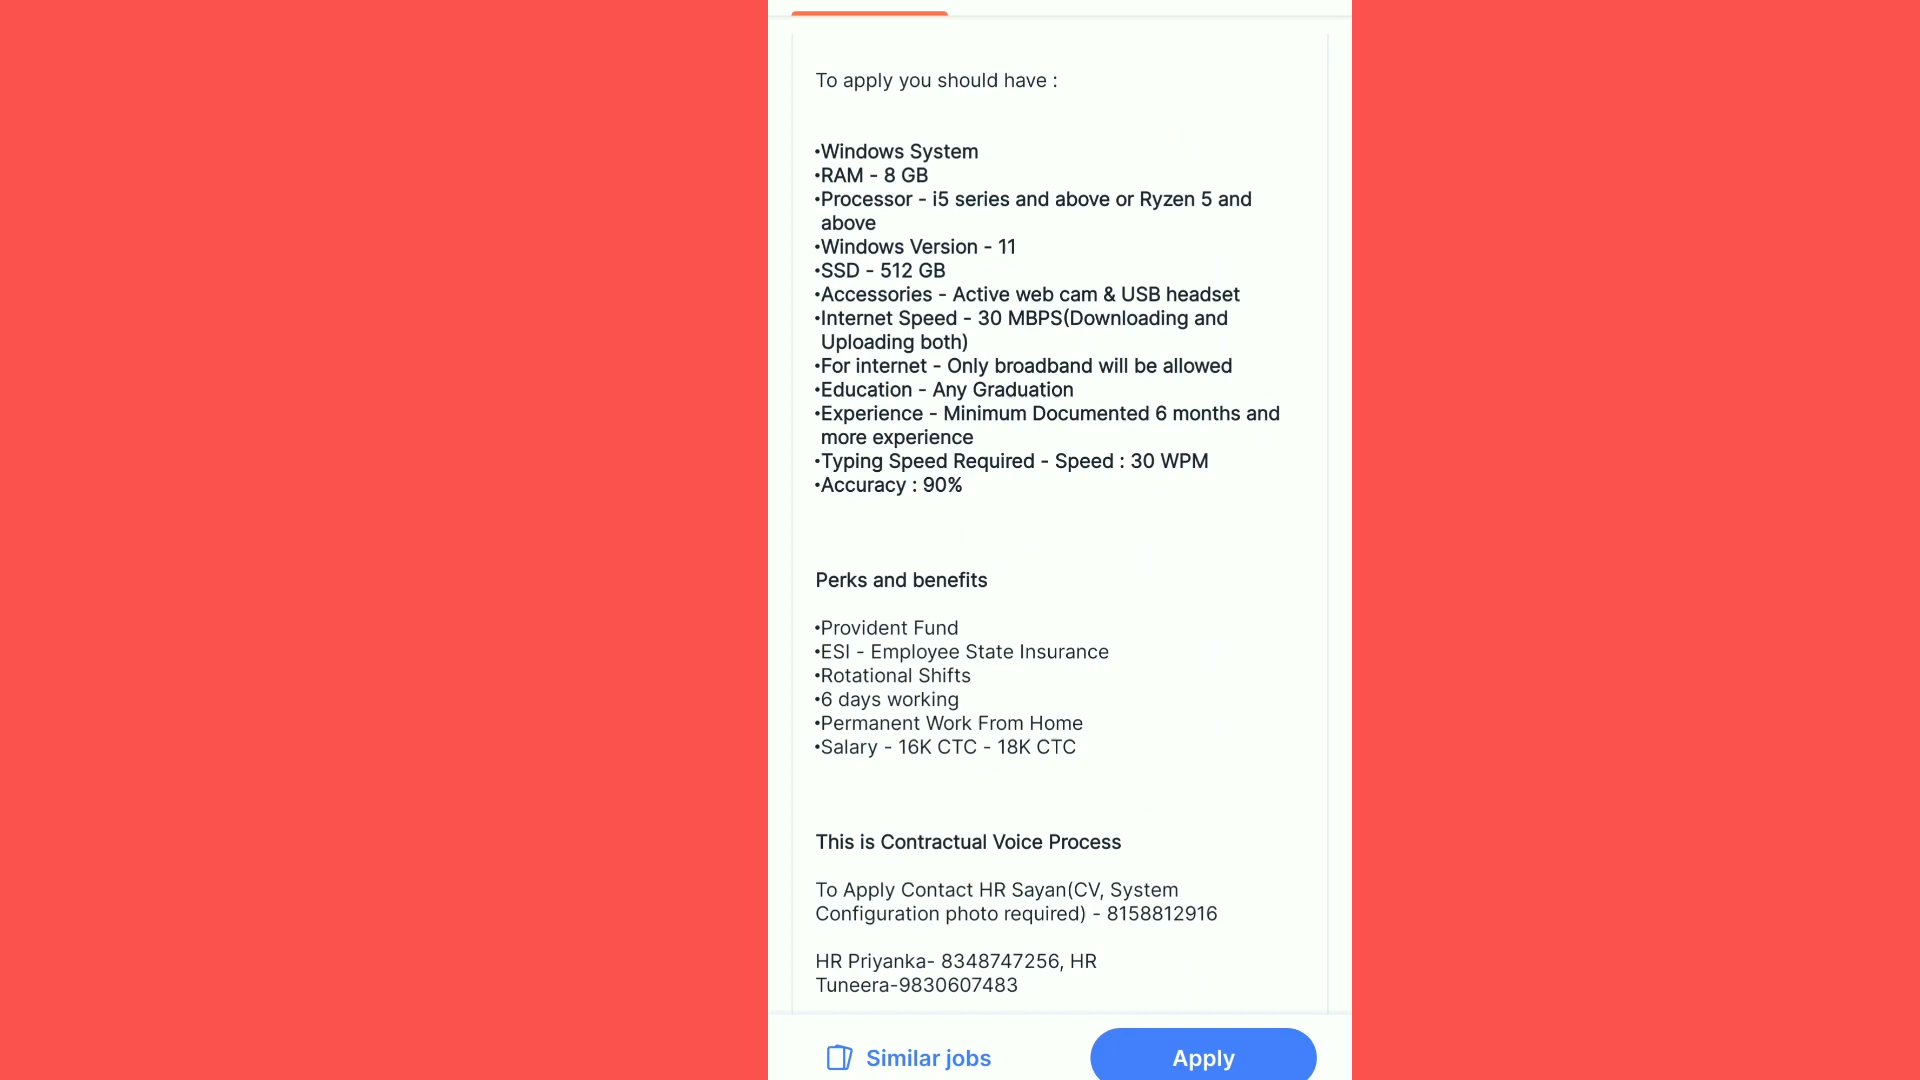 To apply you should have :
•Windows System
•RAM - 8 GB
•Processor - i5 series and above or Ryzen 5 and
above
•Windows Version - 11
•SSD - 512 GB
•Accessories - Active web cam & USB headset
•Internet Speed - 30 MBPS(Downloading and
Uploading both)
•For internet - Only broadband will be allowed
•Education - Any Graduation
•Experience - Minimum Documented 6 months and
more experience
•Typing Speed Required - Speed : 30 WPM
•Accuracy : 90%
Perks and benefits
•Provident Fund
•ESI - Employee State Insurance
•Rotational Shifts
•6 days working
•Permanent Work From Home
•Salary - 16K CTC - 18K CTC
This is Contractual Voice Process
To Apply Contact HR Sayan(CV, System
Configuration photo required) - 8158812916
HR Priyanka- 8348747256, HR
Tuneera-9830607483
Similar jobs
Apply